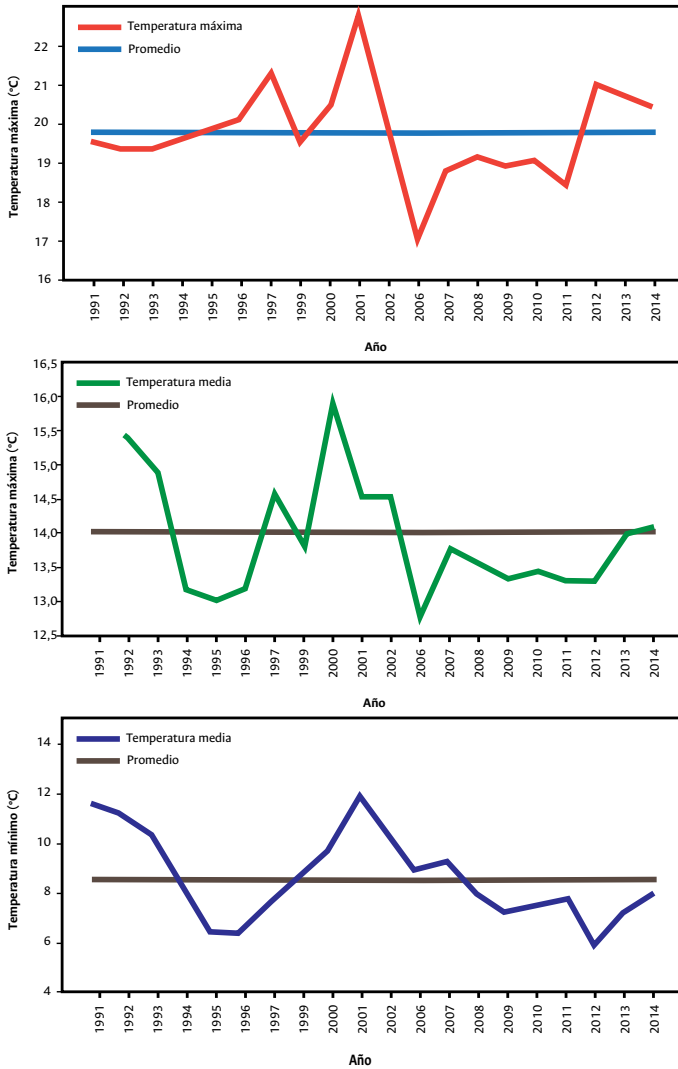 Temperatura máxima
Promedio
Temperatura máxima (°C)
22
21
20
19
18
17
16
1991 1992 1993 1994 1995 1996 1997 1999 2000 2001 2002 2006 2007 2008 2009 2010 2011 2012 2013 2014
Año
Temperatura media
Promedio
Temperatura máxima (°C)
16,5
16,0
15,5
15,0
14,5
14,0
13,5
13,0
12,5
1991 1992 1993 1994 1995 1996 1997 1999 2000 2001 2002 2006 2007 2008 2009 2010 2011 2012 2013 2014
Año
Temperatura media
Promedio
Temperatura mínimo (°C)
14
12
10
8
6
4
1991 1992 1993 1994 1995 1996 1997 1999 2000 2001 2002 2006 2007 2008 2009 2010 2011 2012 2013 2014
Año